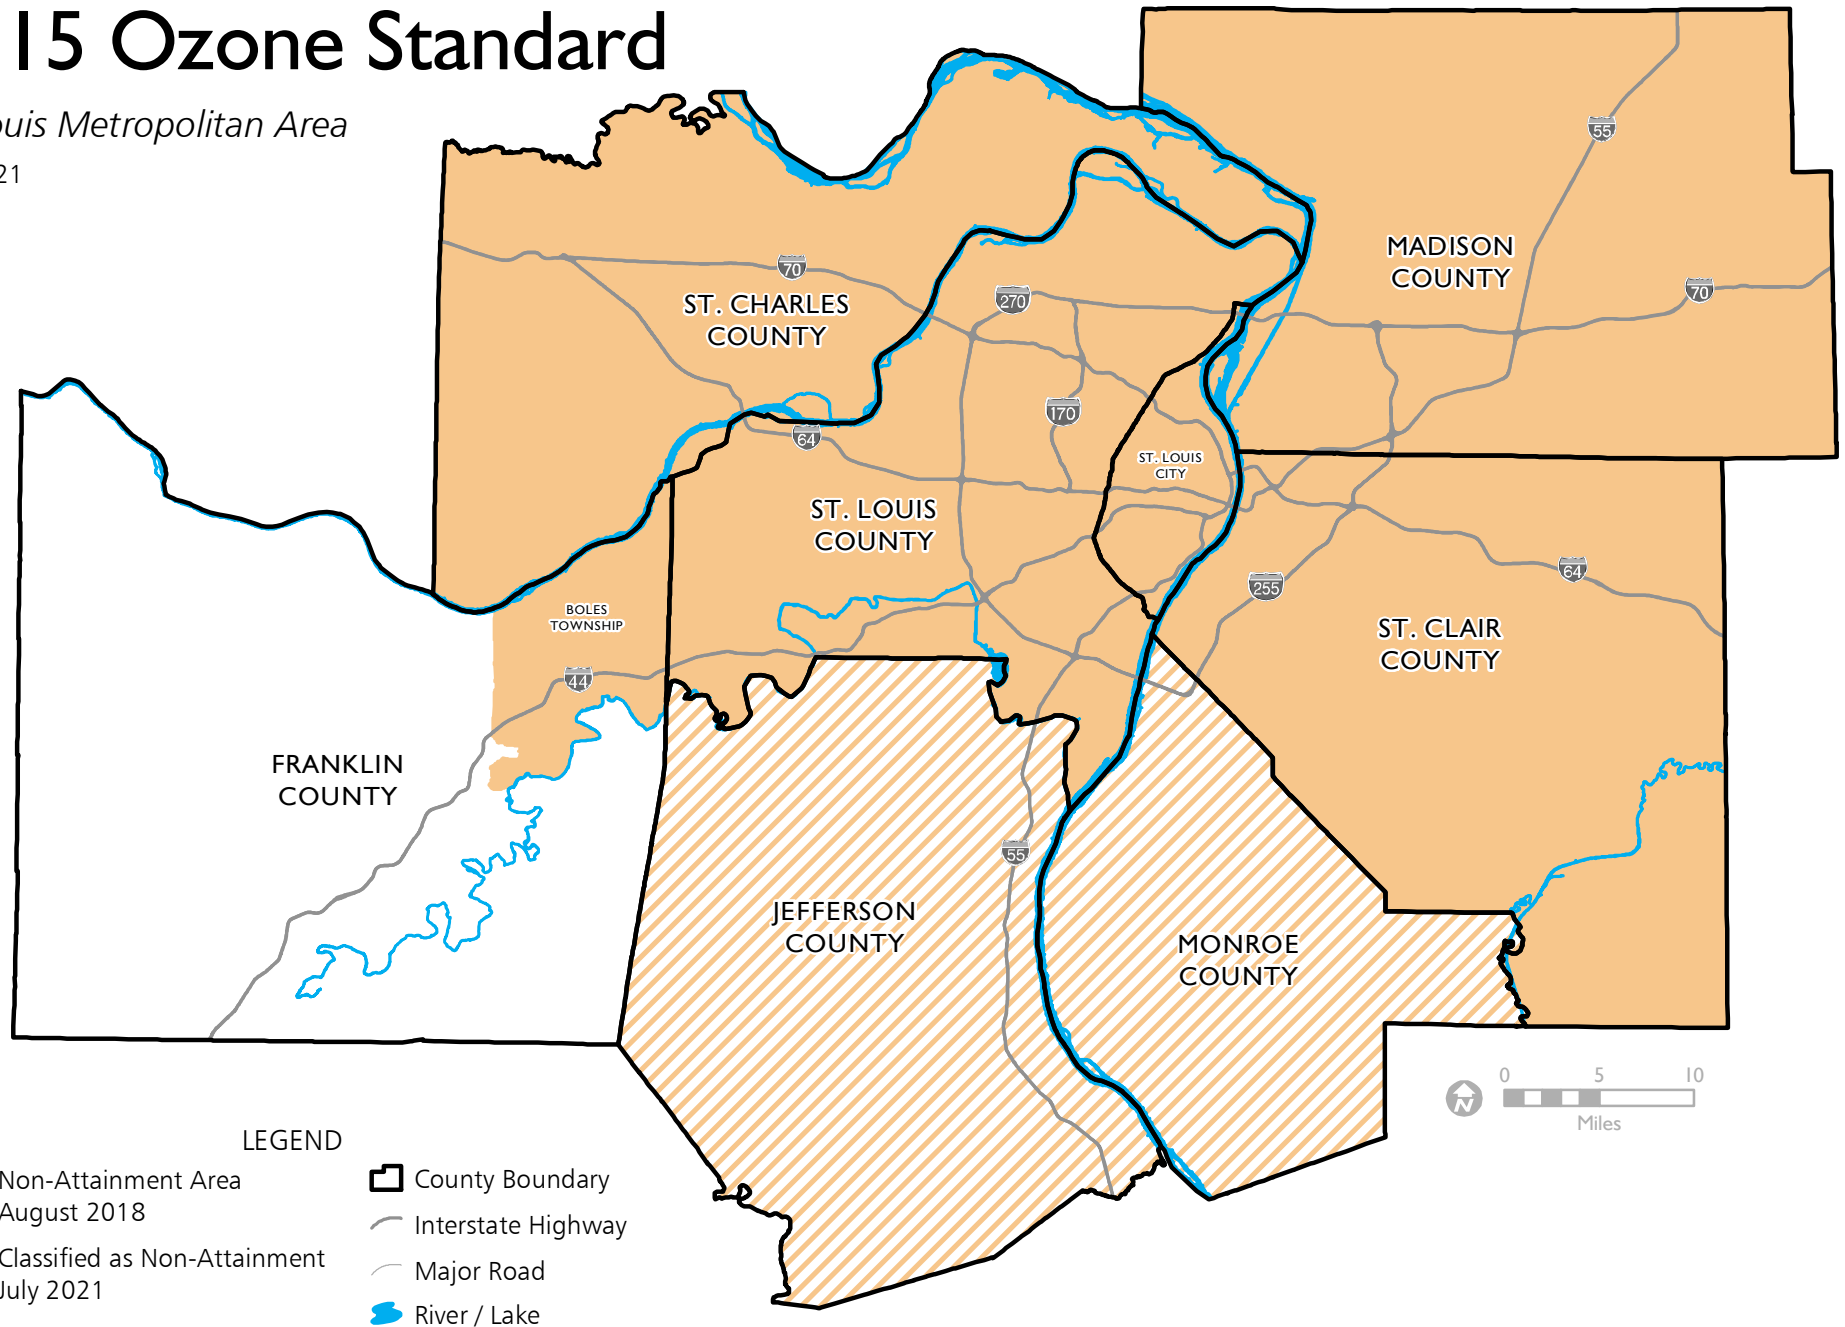 15 Ozone Standard
ouis Metropolitan Area
21
55
MADISON
COUNTY
70
70
270
ST. CHARLES
COUNTY
170
64
ST. LOUIS
CITY
ST. LOUIS
COUNTY
64
255
BOLES
TOWNSHIP
ST. CLAIR
COUNTY
44
FRANKLIN
COUNTY
55
JEFFERSON
COUNTY
MONROE
COUNTY
N
0 5 10
Miles
LEGEND
Non-Attainment Area
August 2018
Classified as Non-Attainment
July 2021
County Boundary
Interstate Highway
Major Road
River / Lake